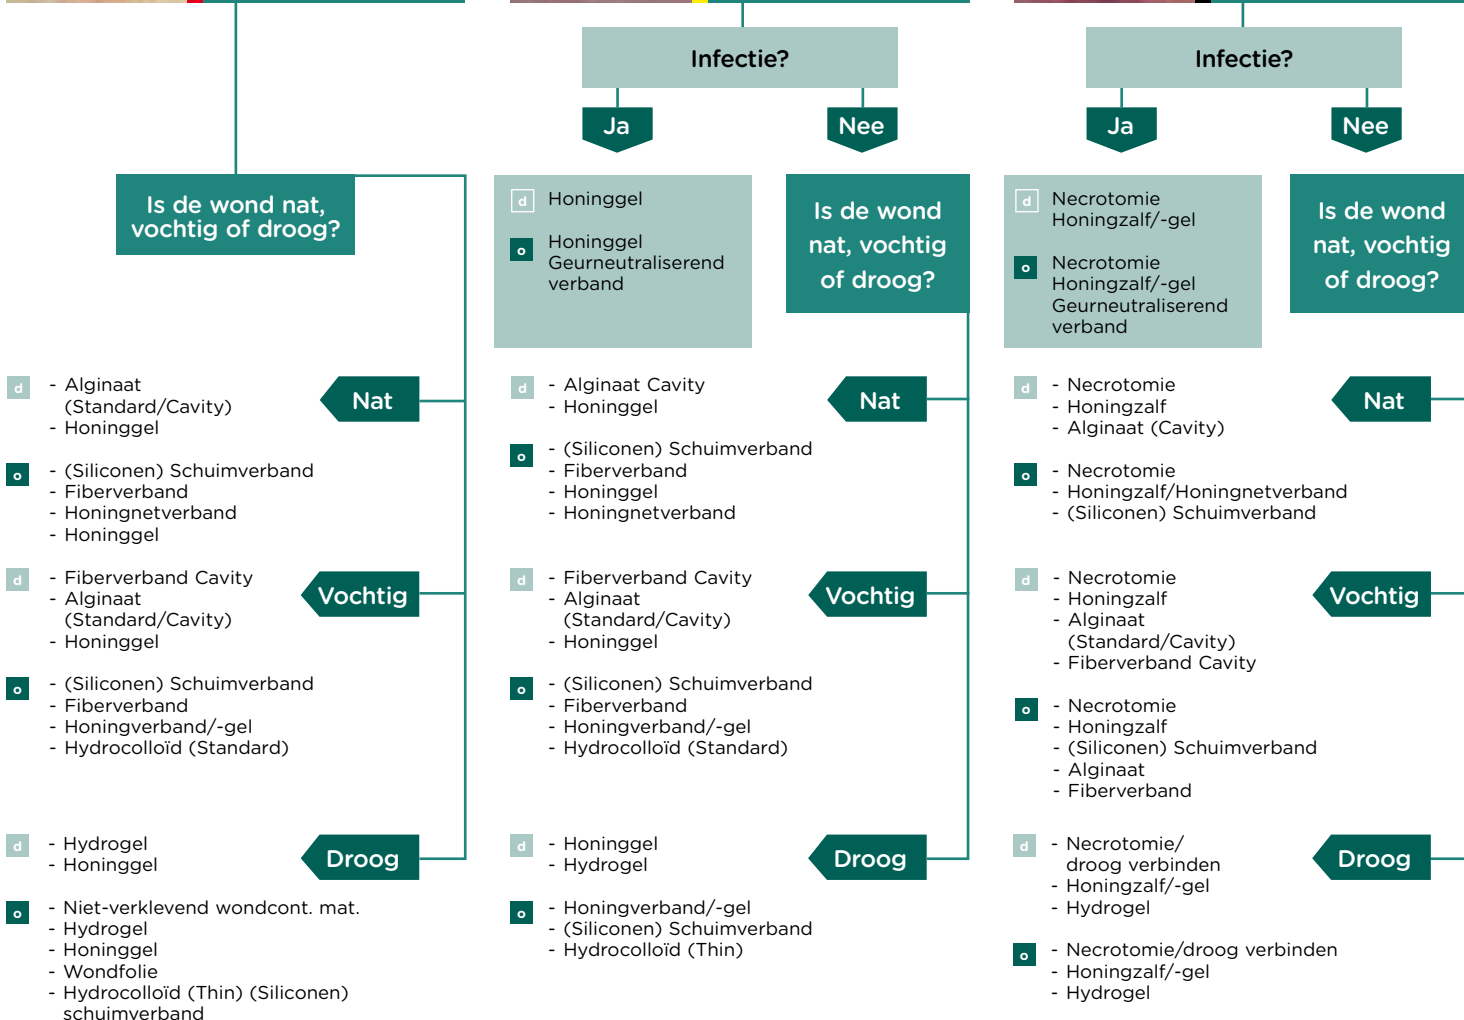 Is de wond nat,
vochtig of droog?
Nat
d
- Alginaat
(Standard/Cavity)
- Honinggel
o
- (Siliconen) Schuimverband
- Fiberverband
- Honingnetverband
- Honinggel
Vochtig
d
- Fiberverband Cavity
- Alginaat
(Standard/Cavity)
- Honinggel
o
- (Siliconen) Schuimverband
- Fiberverband
- Honingverband/-gel
- Hydrocolloïd (Standard)
Droog
d
- Hydrogel
- Honinggel
o
- Niet-verklevend wondcont. mat.
- Hydrogel
- Honinggel
- Wondfolie
- Hydrocolloïd (Thin) (Siliconen)
schuimverband
Infectie?
Ja
Nee
d
Honinggel
o
Honinggel
Geurneutraliserend
verband
Is de wond
nat, vochtig
of droog?
Nat
d
- Alginaat Cavity
- Honinggel
o
- (Siliconen) Schuimverband
- Fiberverband
- Honinggel
- Honingnetverband
Vochtig
d
- Fiberverband Cavity
- Alginaat
(Standard/Cavity)
- Honinggel
o
- (Siliconen) Schuimverband
- Fiberverband
- Honingverband/-gel
- Hydrocolloïd (Standard)
Droog
d
- Honinggel
- Hydrogel
o
- Honingverband/-gel
- (Siliconen) Schuimverband
- Hydrocolloïd (Thin)
Infectie?
Ja
Nee
d
Necrotomie
Honingzalf/-gel
o
Necrotomie
Honingzalf/-gel
Geurneutraliserend
verband
Is de wond
nat, vochtig
of droog?
Nat
d
- Necrotomie
- Honingzalf
- Alginaat (Cavity)
o
- Necrotomie
- Honingzalf/Honingnetverband
- (Siliconen) Schuimverband
Vochtig
d
- Necrotomie
- Honingzalf
- Alginaat
(Standard/Cavity)
- Fiberverband Cavity
o
- Necrotomie
- Honingzalf
- (Siliconen) Schuimverband
- Alginaat
- Fiberverband
Droog
d
- Necrotomie/
droog verbinden
- Honingzalf/-gel
- Hydrogel
o
- Necrotomie/droog verbinden
- Honingzalf/-gel
- Hydrogel